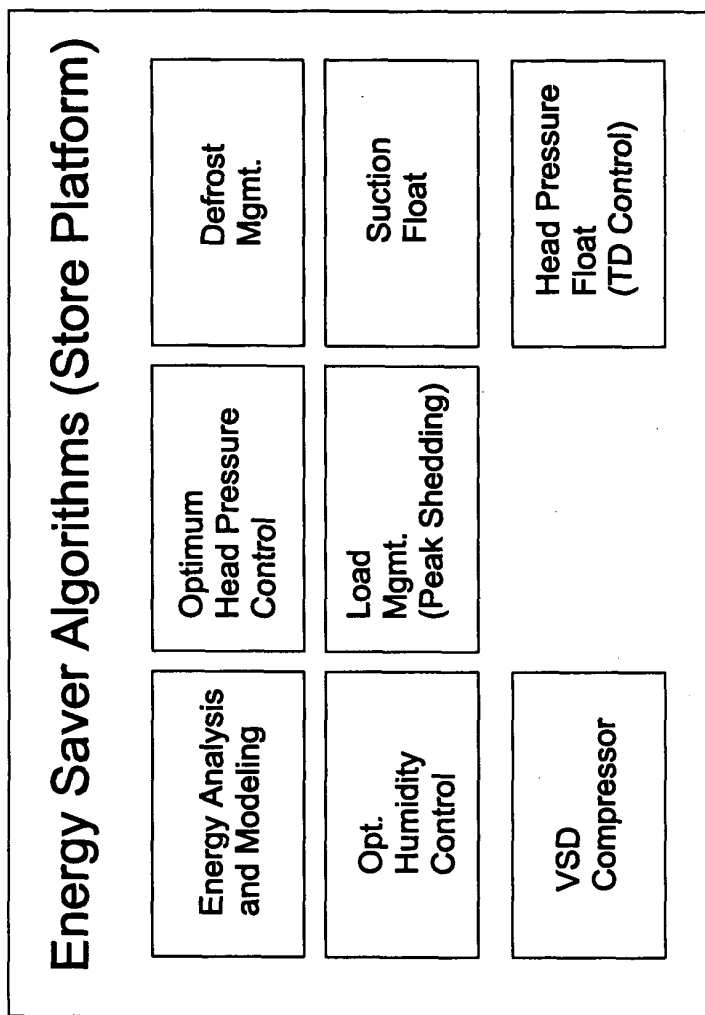 Energy Saver Algorithms (Store Platform)
Energy Analysis
and Modeling
Optimum
Head Pressure
Control
Defrost
Mgmt.
Opt.
Humidity
Control
Load
Mgmt.
(Peak Shedding)
Suction
Float
VSD
Compressor
Head Pressure
Float
(TD Control)